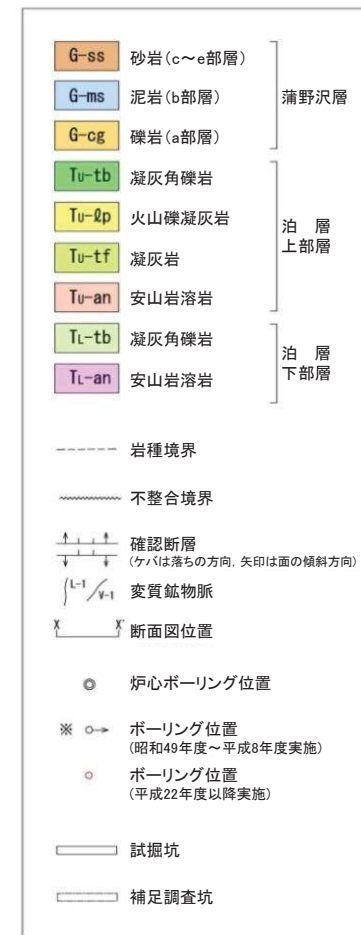 G-ss 砂岩(c～e部層)
G-ms 泥岩(b部層) 蒲野沢層
G-cg 礫岩(a部層)
Tu-tb 凝灰角礫岩
Tu-ℓp 火山礫凝灰岩
泊 層
上部層
Tu-tf 凝灰岩
Tu-an 安山岩溶岩
TL-tb 凝灰角礫岩
泊 層
下部層
TL-an 安山岩溶岩
岩種境界
不整合境界
確認断層
(ケバは落ちの方向, 矢印は面の傾斜方向)
L-1 V-1 変質鉱物脈
X X' 断面図位置
◎ 炉心ボーリング位置
※ ボーリング位置
(昭和49年度～平成8年度実施)
ボーリング位置
(平成22年度以降実施)
試掘坑
補足調査坑